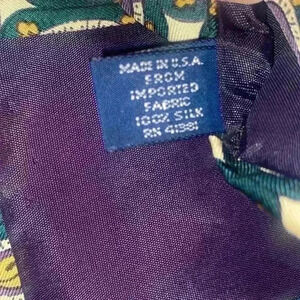 MADE IN U.S.A.
FROM
IMPORTED
FABRIC
100% SILK
RN 41381